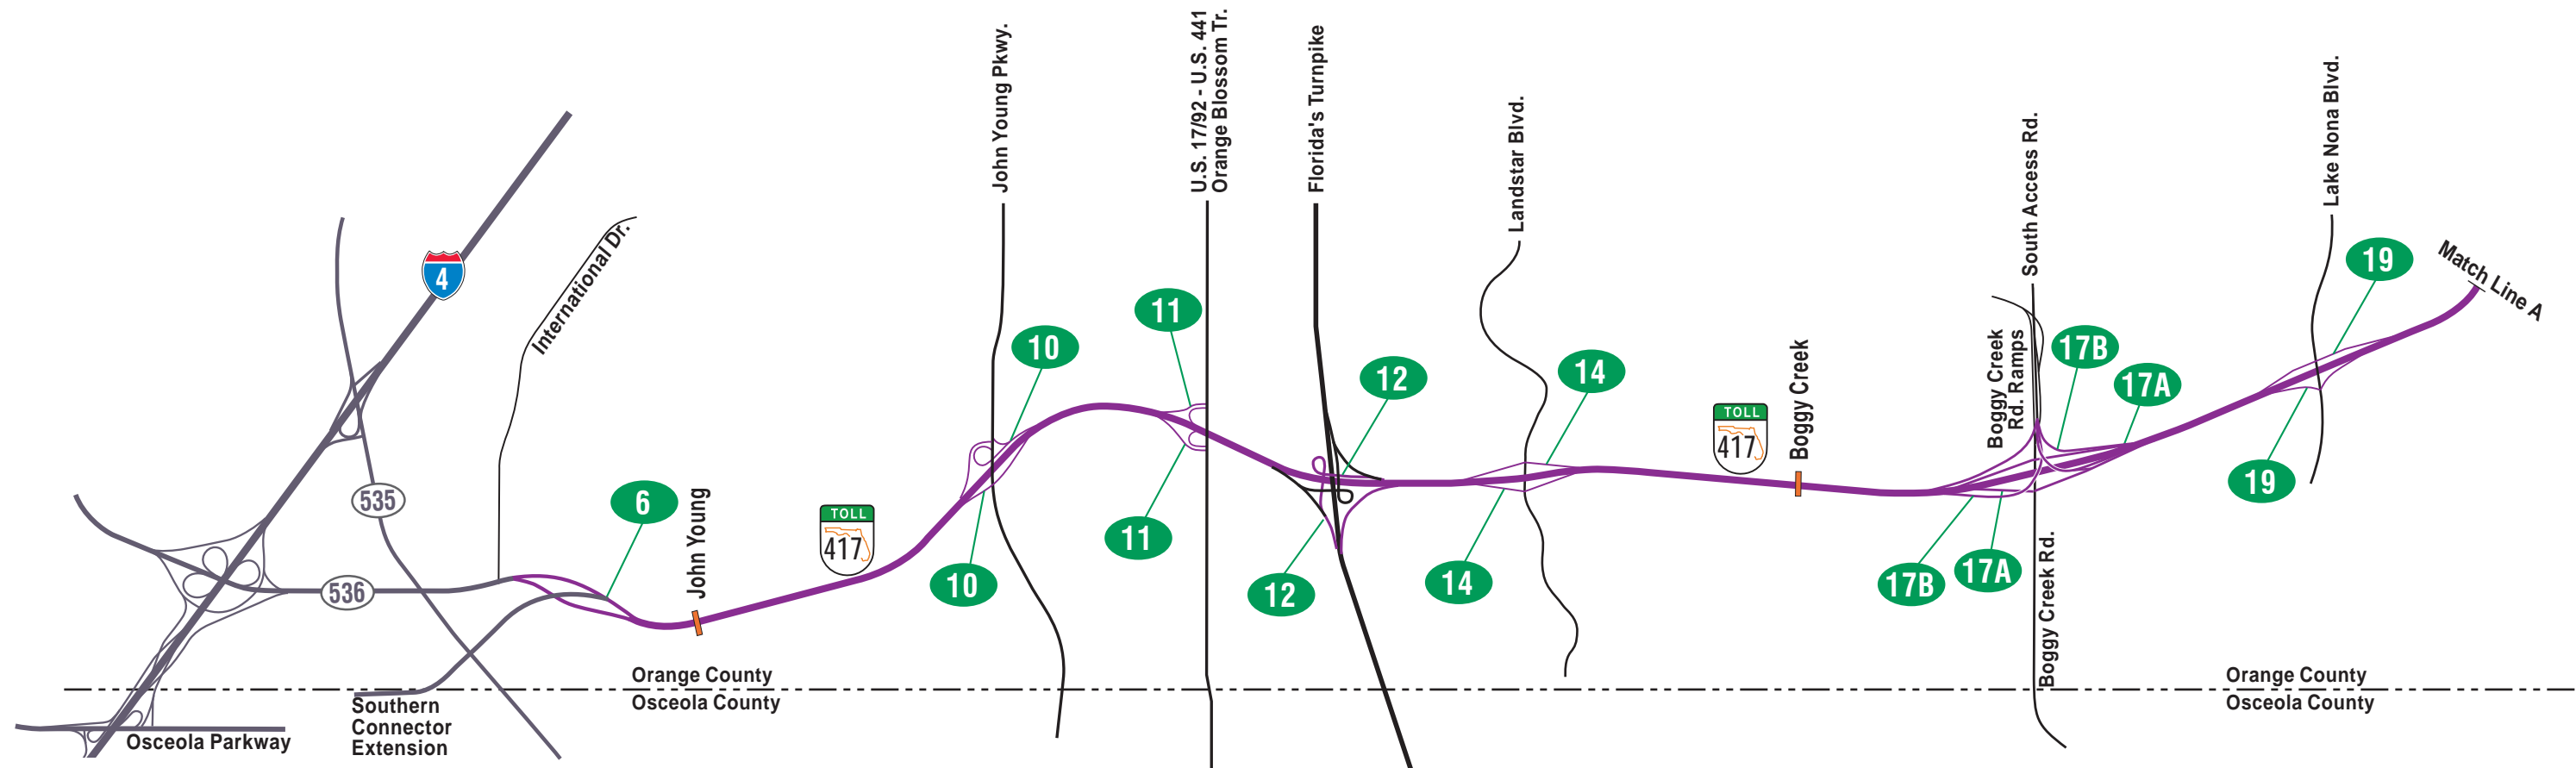 John Young Pkwy.
U.S. 17/92 - U.S. 441
Orange Blossom Tr.
Florida's Turnpike
Landstar Blvd.
South Access Rd.
Lake Nona Blvd.
Match Line A
International Dr.
4
535
536
6
John Young
TOLL
417
10
10
11
11
12
12
14
14
TOLL
417
Boggy Creek
Boggy Creek
Rd. Ramps
17B
17A
17B
17A
19
19
Boggy Creek Rd.
Orange County
Osceola County
Orange County
Osceola County
Southern
Connector
Extension
Osceola Parkway